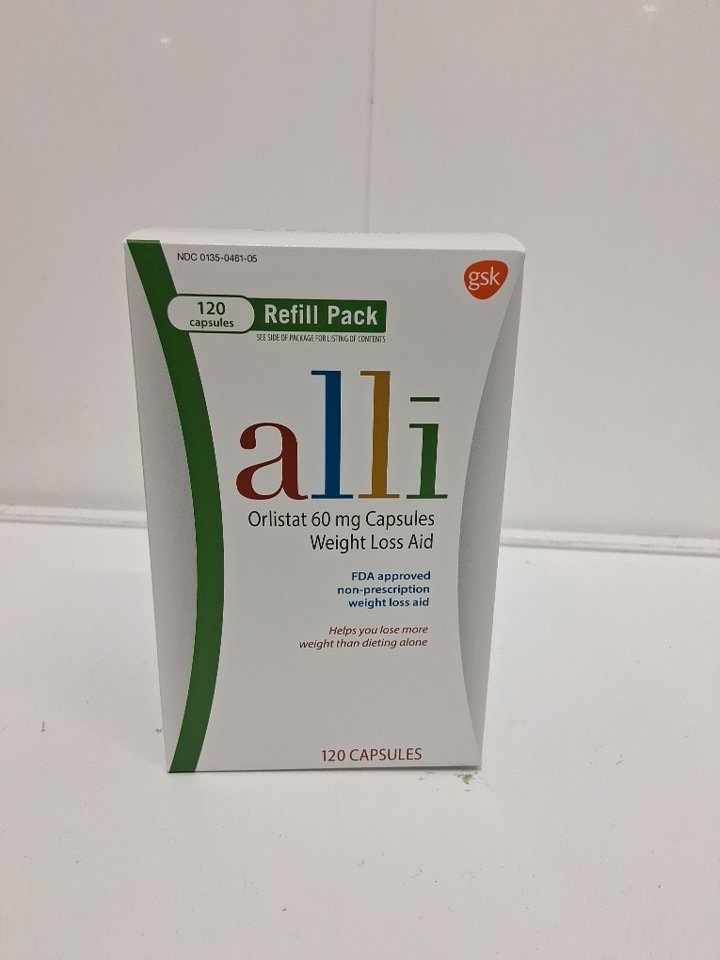 NDC 0135-0461-05
gsk
120
capsules
Refill Pack
SEE SIDE OF PACKAGE FOR LISTING OF CONTENTS
allī
Orlistat 60 mg Capsules
Weight Loss Aid
FDA approved
non-prescription
weight loss aid
Helps you lose more
weight than dieting alone
120 CAPSULES